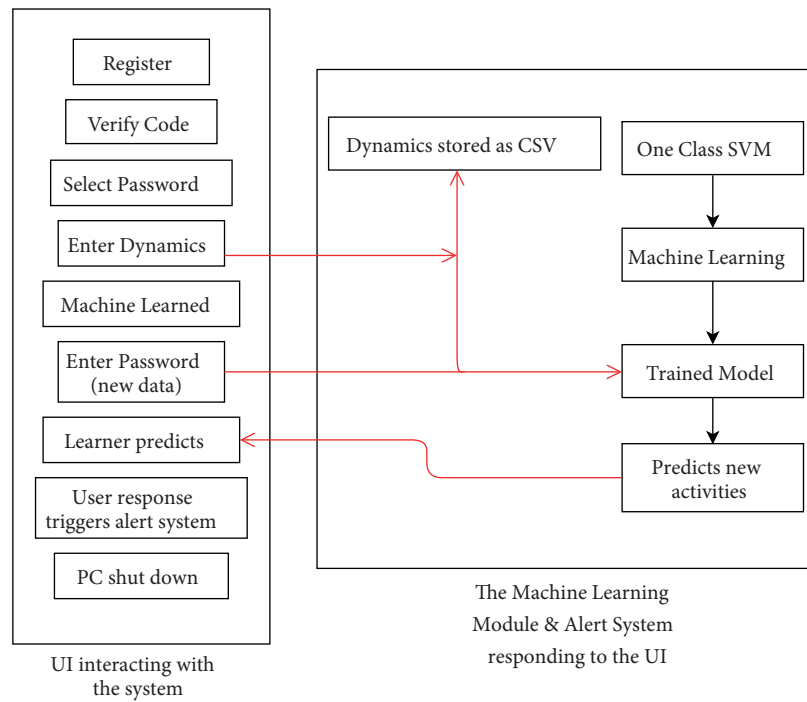 Register
Verify Code
Select Password
Enter Dynamics
Machine Learned
Enter Password
(new data)
Learner predicts
User response
triggers alert system
PC shut down
UI interacting with
the system
Dynamics stored as CSV
One Class SVM
Machine Learning
Trained Model
Predicts new
activities
The Machine Learning
Module & Alert System
responding to the UI